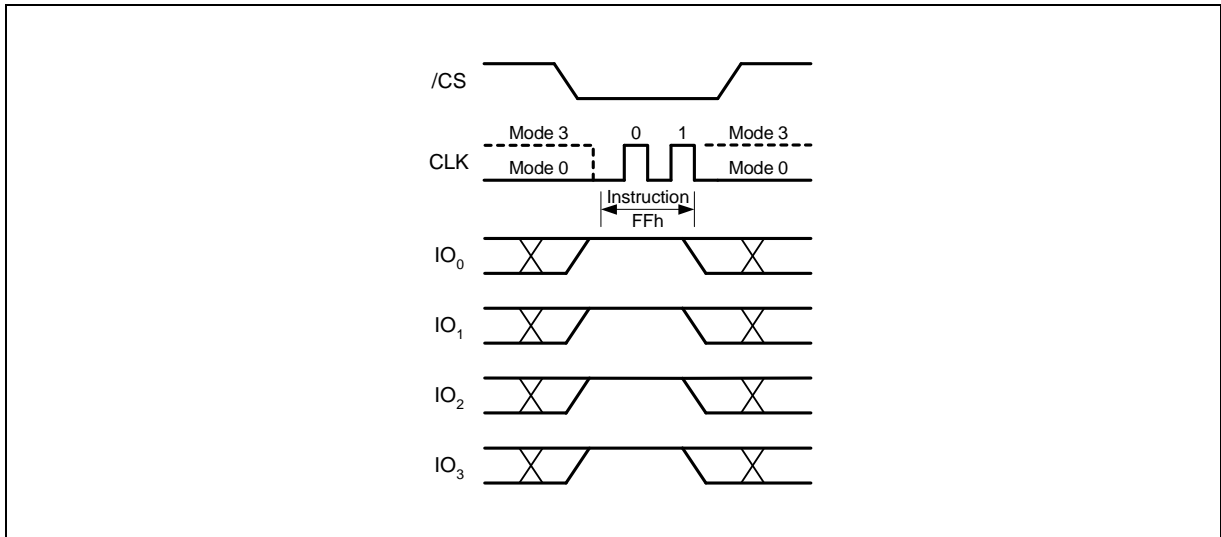 /CS
Mode 3 0 1 Mode 3
CLK
Mode 0 Mode 0
Instruction
FFh
IO0
IO1
IO2
IO3